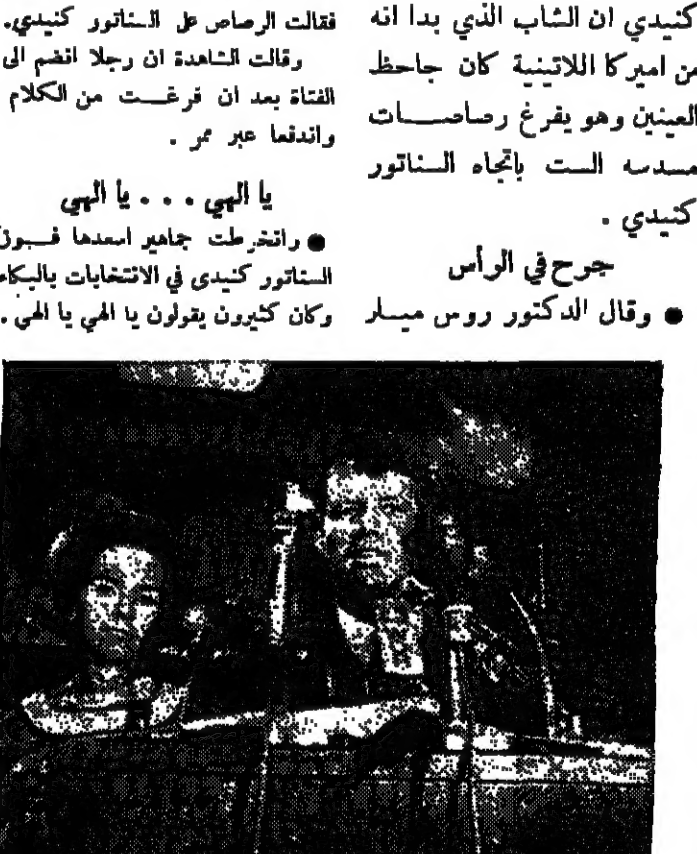 كنيدي ان الشاب الذي بدا انه
من اميركا اللاتينية كان جاحظ
العينين وهو يفرغ رصاصات
مسدسه الست باتجاه السناتور
كنيدي .
جرح في الرأس
● وقال الدكتور روس ميلر
فقالت الرصاص على السناتور كنيدي.
وقالت الشاهدة ان رجلا انضم الى
الفتاة بعد ان فرغت من الكلام
واندفعا عبر ممر .
يا الهي . . . يا الهي
● وانخرطت جماهير اسعدها فوز
السناتور كنيدي في الانتخابات بالبكاء
وكان كثيرون يقولون يا الهي يا الهي .